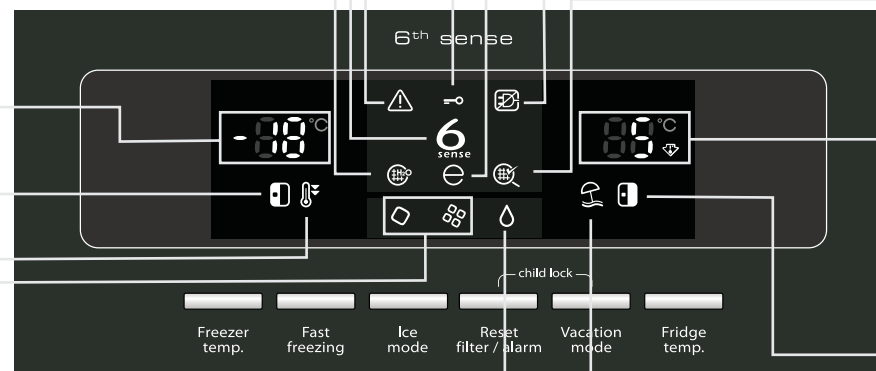 6th sense
-18 °C
6
sense
5 °C
child lock
Freezer temp.
Fast freezing
Ice mode
Reset filter / alarm
Vacation mode
Fridge temp.